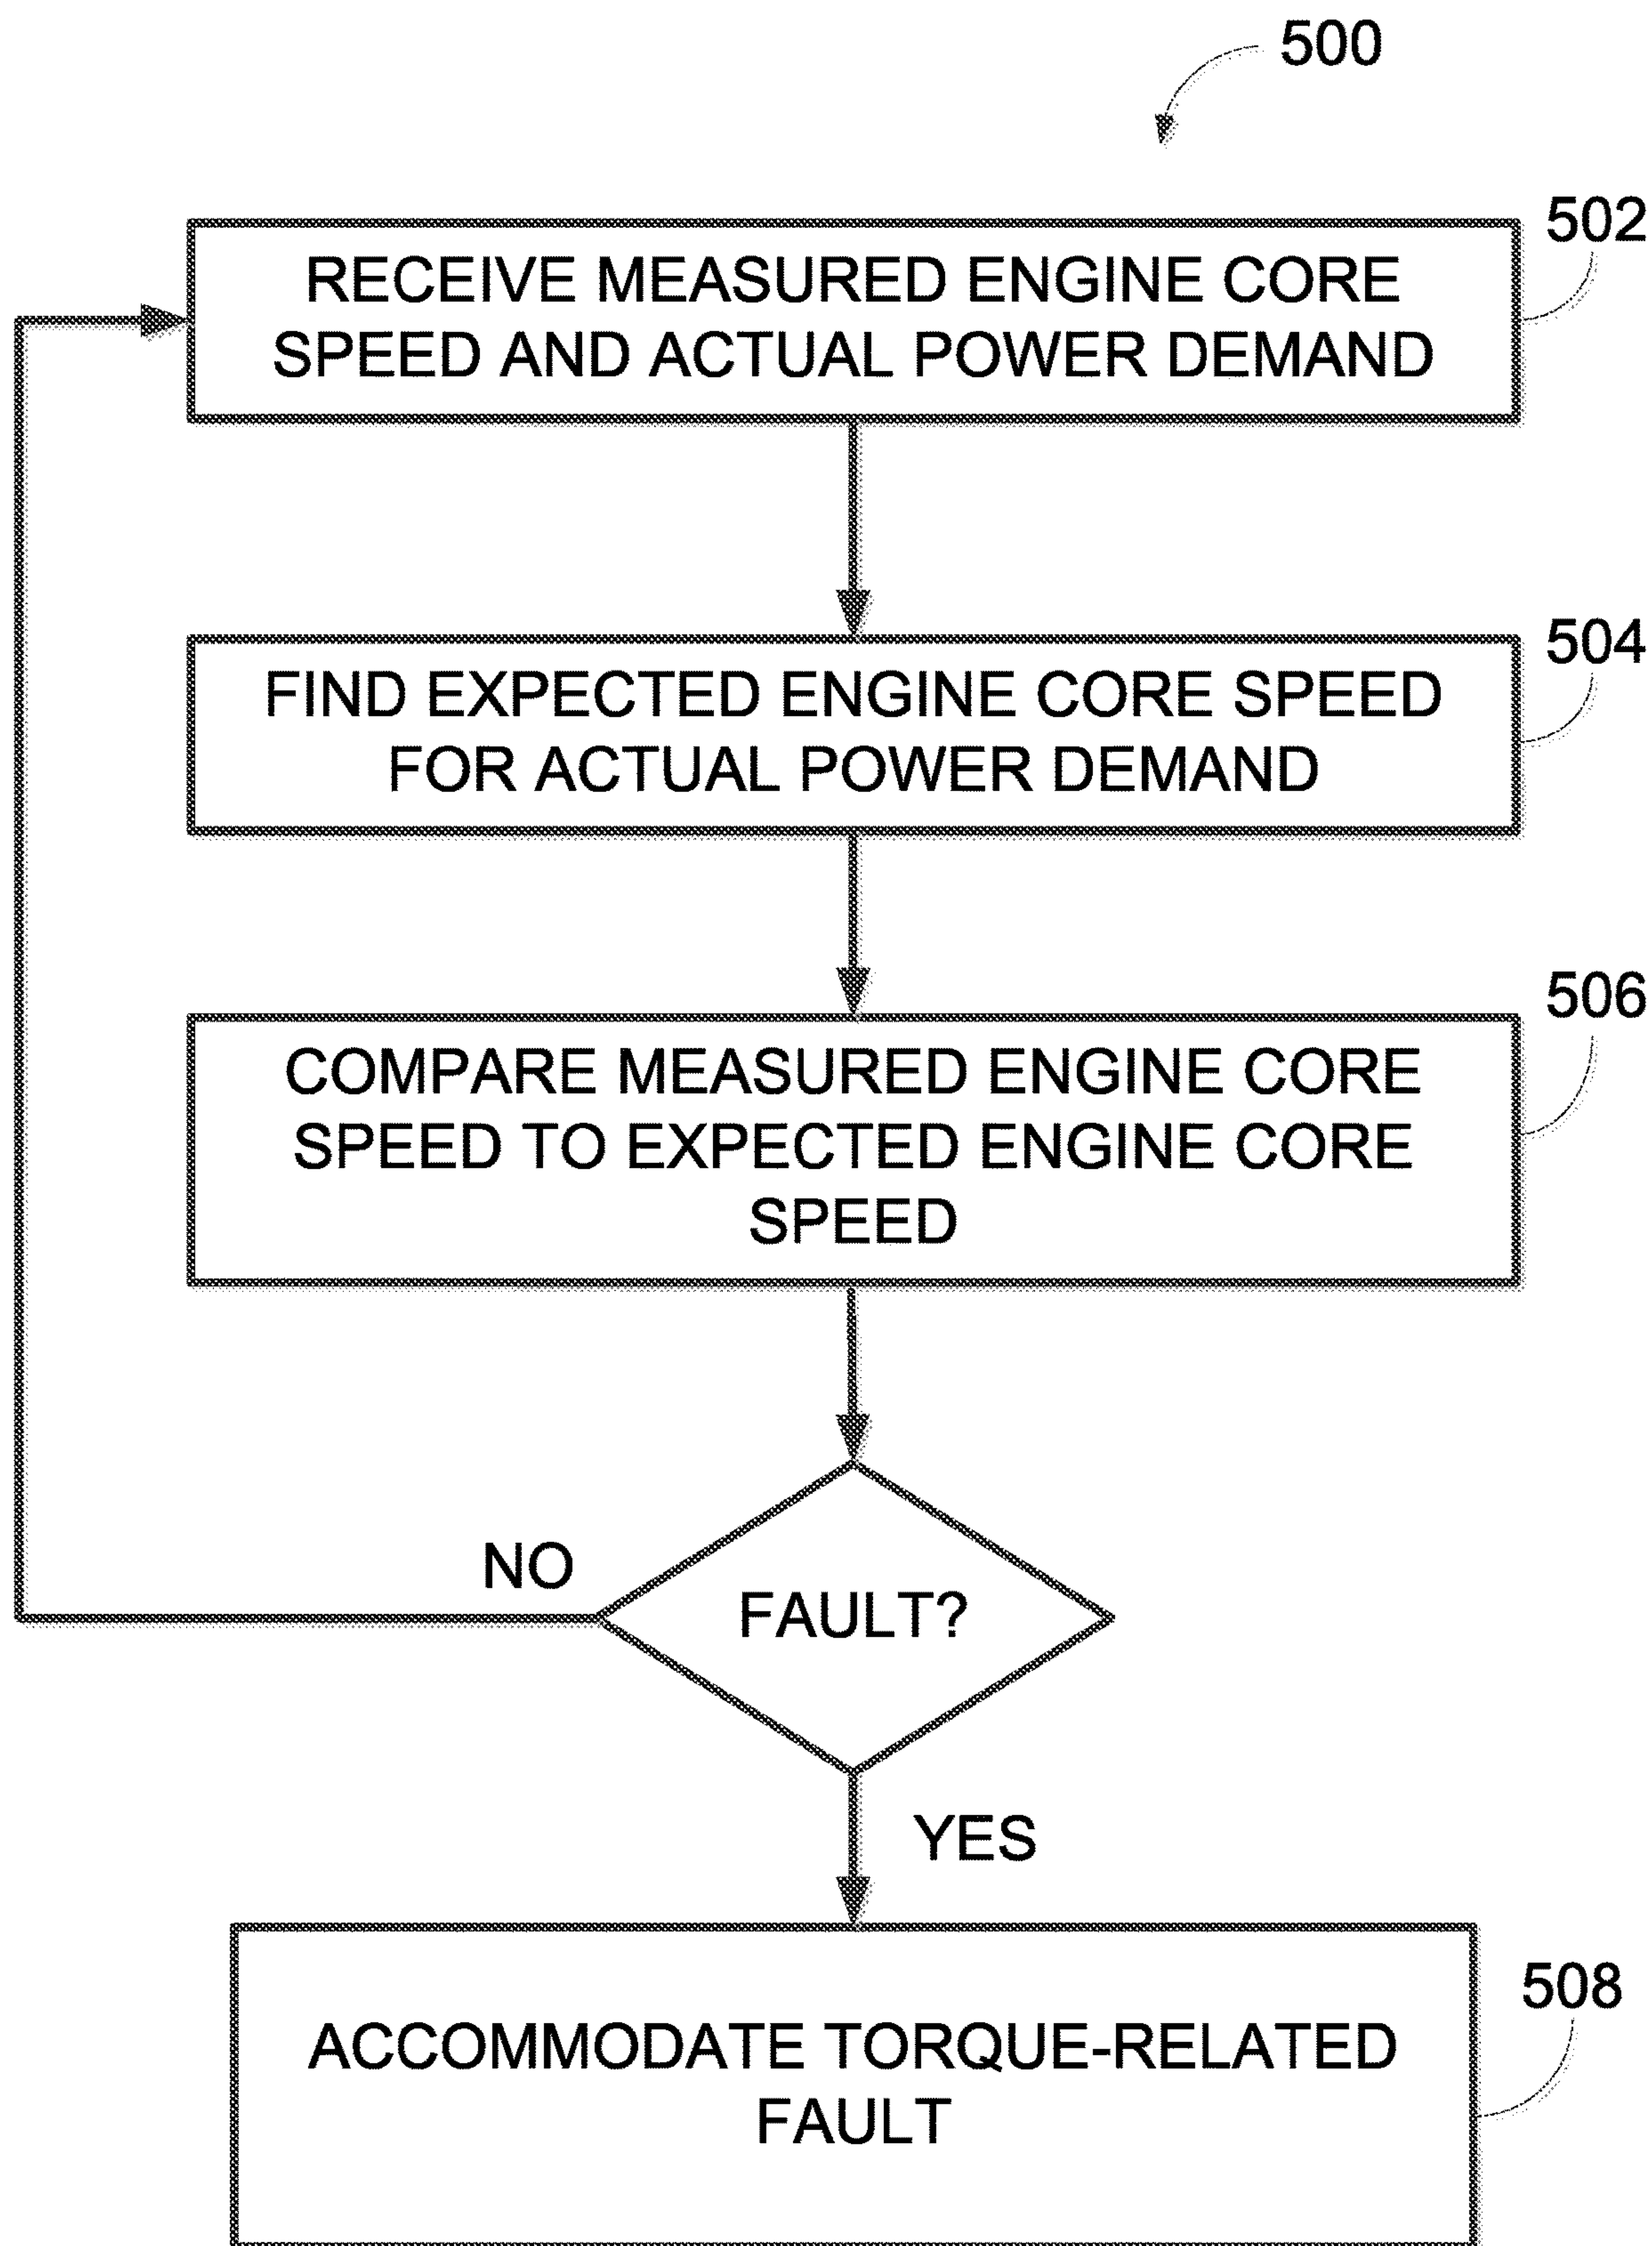 500
502
RECEIVE MEASURED ENGINE CORE
SPEED AND ACTUAL POWER DEMAND
504
FIND EXPECTED ENGINE CORE SPEED
FOR ACTUAL POWER DEMAND
506
COMPARE MEASURED ENGINE CORE
SPEED TO EXPECTED ENGINE CORE
SPEED
NO
FAULT?
YES
508
ACCOMMODATE TORQUE-RELATED
FAULT